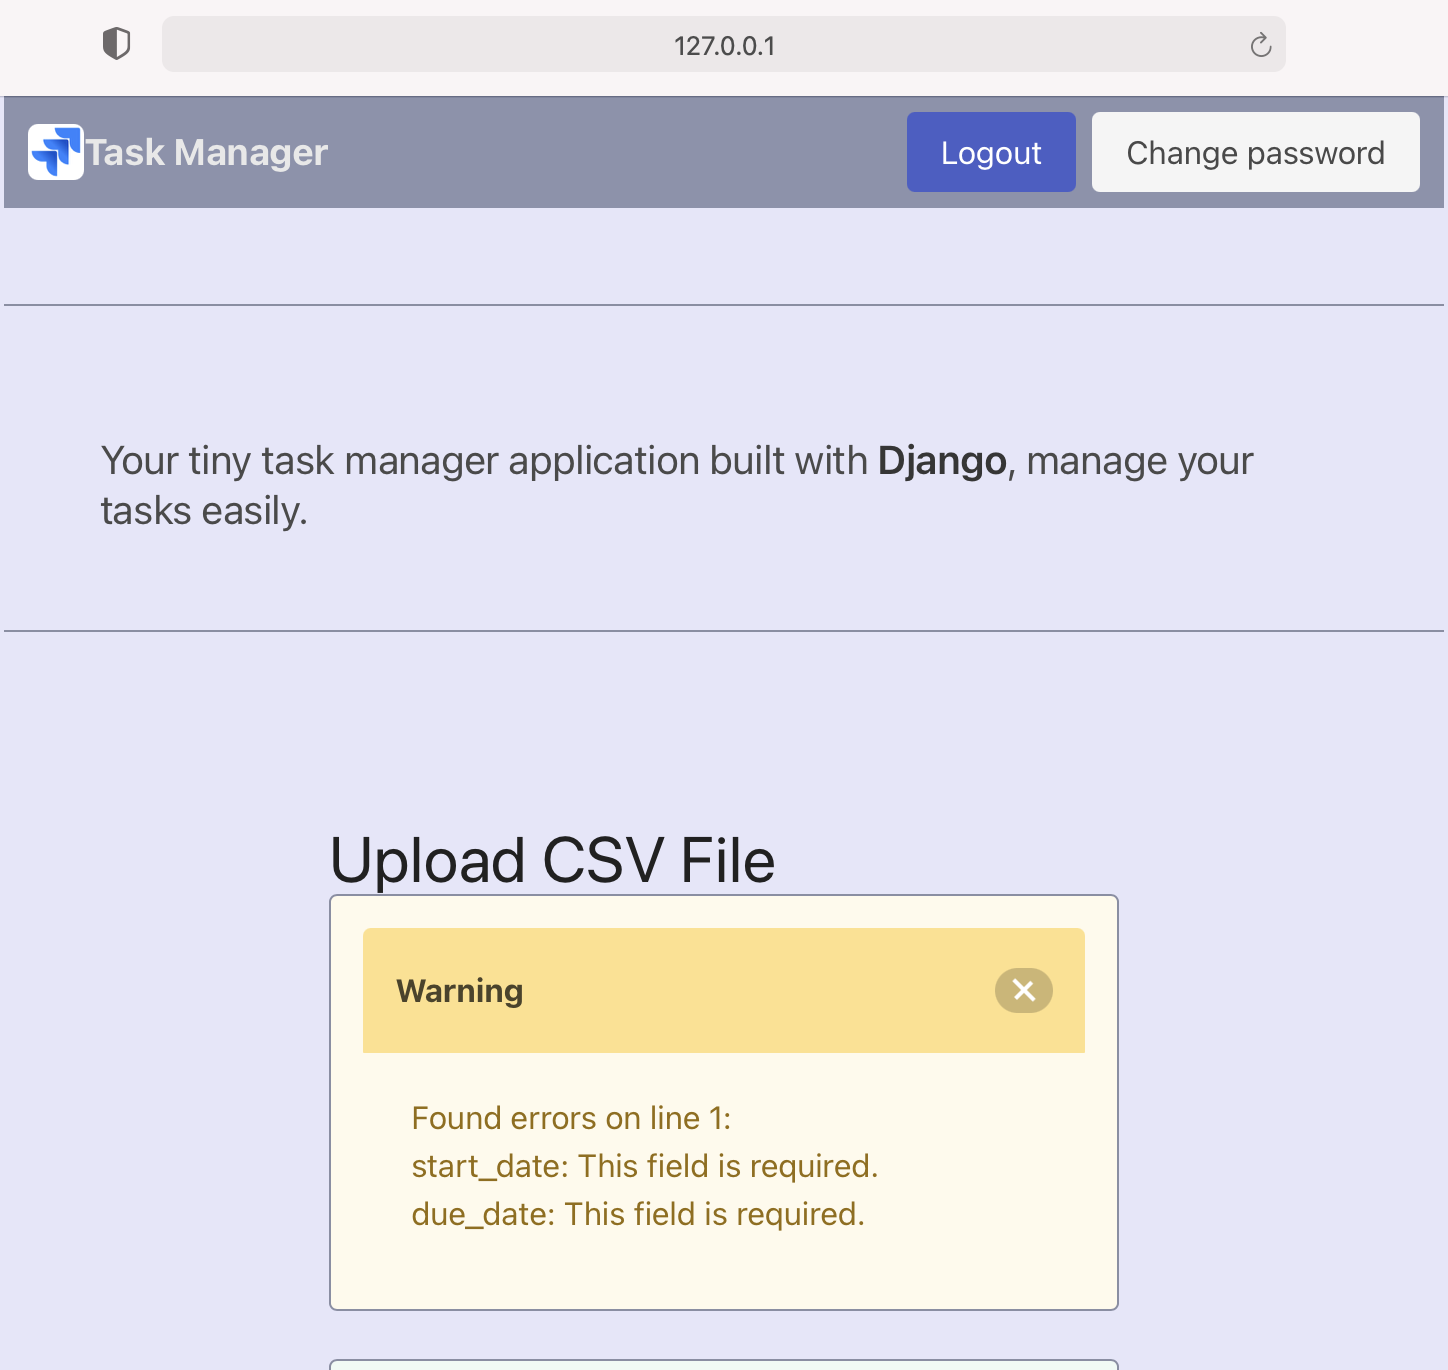 127.0.0.1
Task Manager
Logout
Change password
Your tiny task manager application built with Django, manage your
tasks easily.
Upload CSV File
Warning
Found errors on line 1:
start_date: This field is required.
due_date: This field is required.